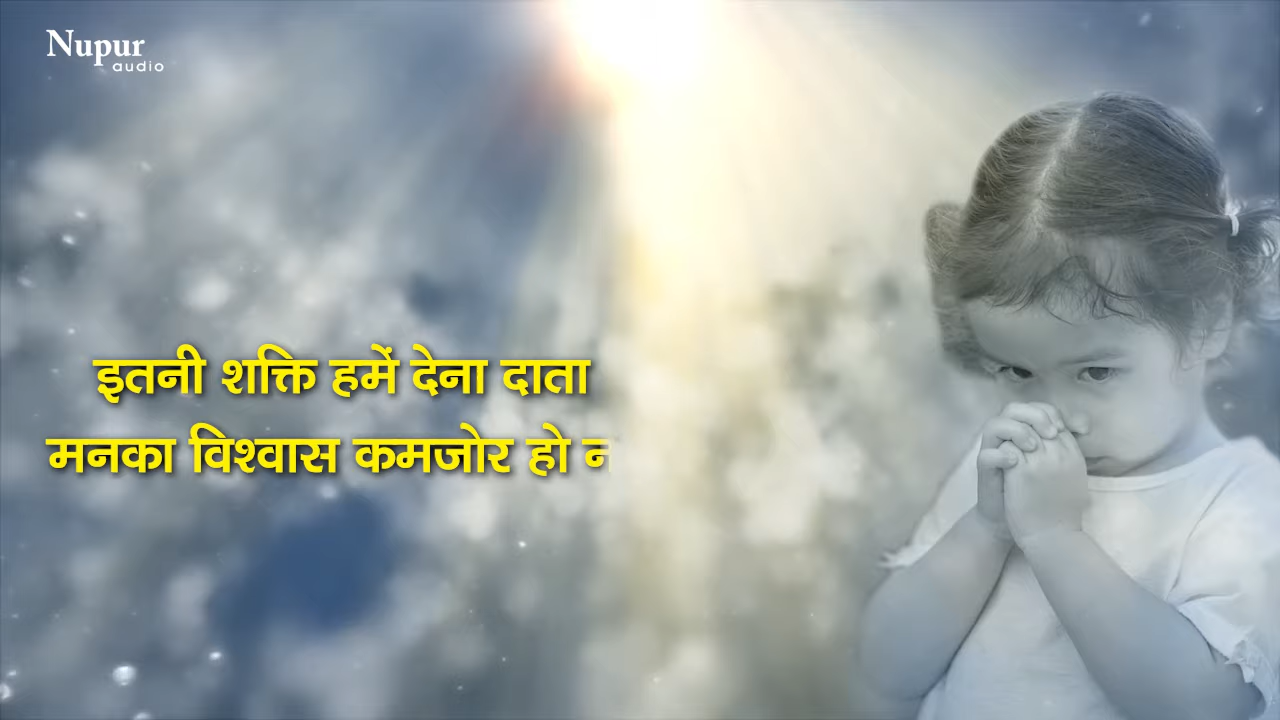 Nupur
audio
इतनी शक्ति हमें देना दाता
मनका विश्वास कमजोर हो न